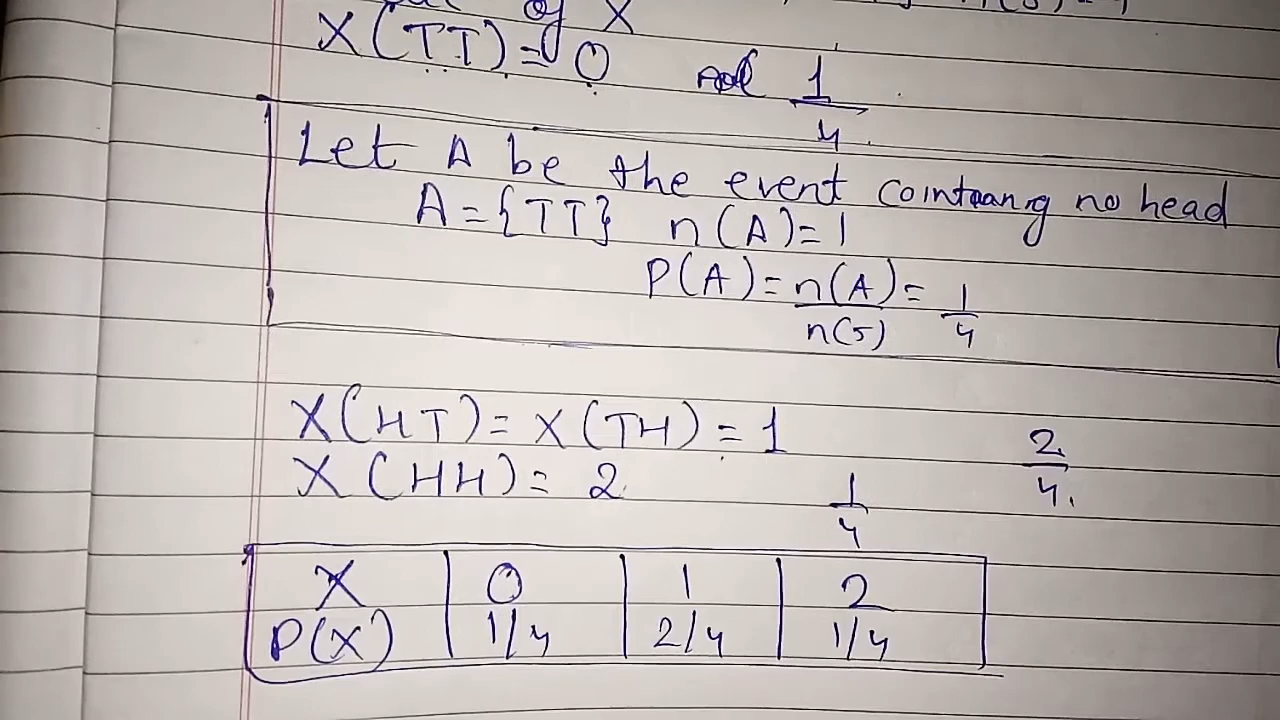 of X
X(TT)=0 1/4
Let A be the event no head
A={TT} n(A)=1
P(A)=n(A)/n(S)=1/4
X(HT)=X(TH)=1 2/4
X(HH)=2 1/4
X 0 1 2
P(X) 1/4 2/4 1/4